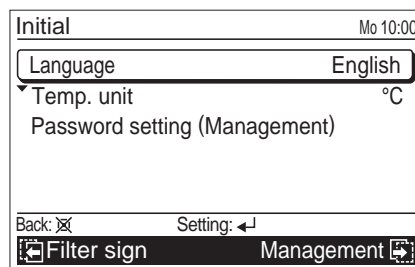 Initial Mo 10:00
Language English
Temp. unit °C
Password setting (Management)
Back: Setting:
Filter sign Management